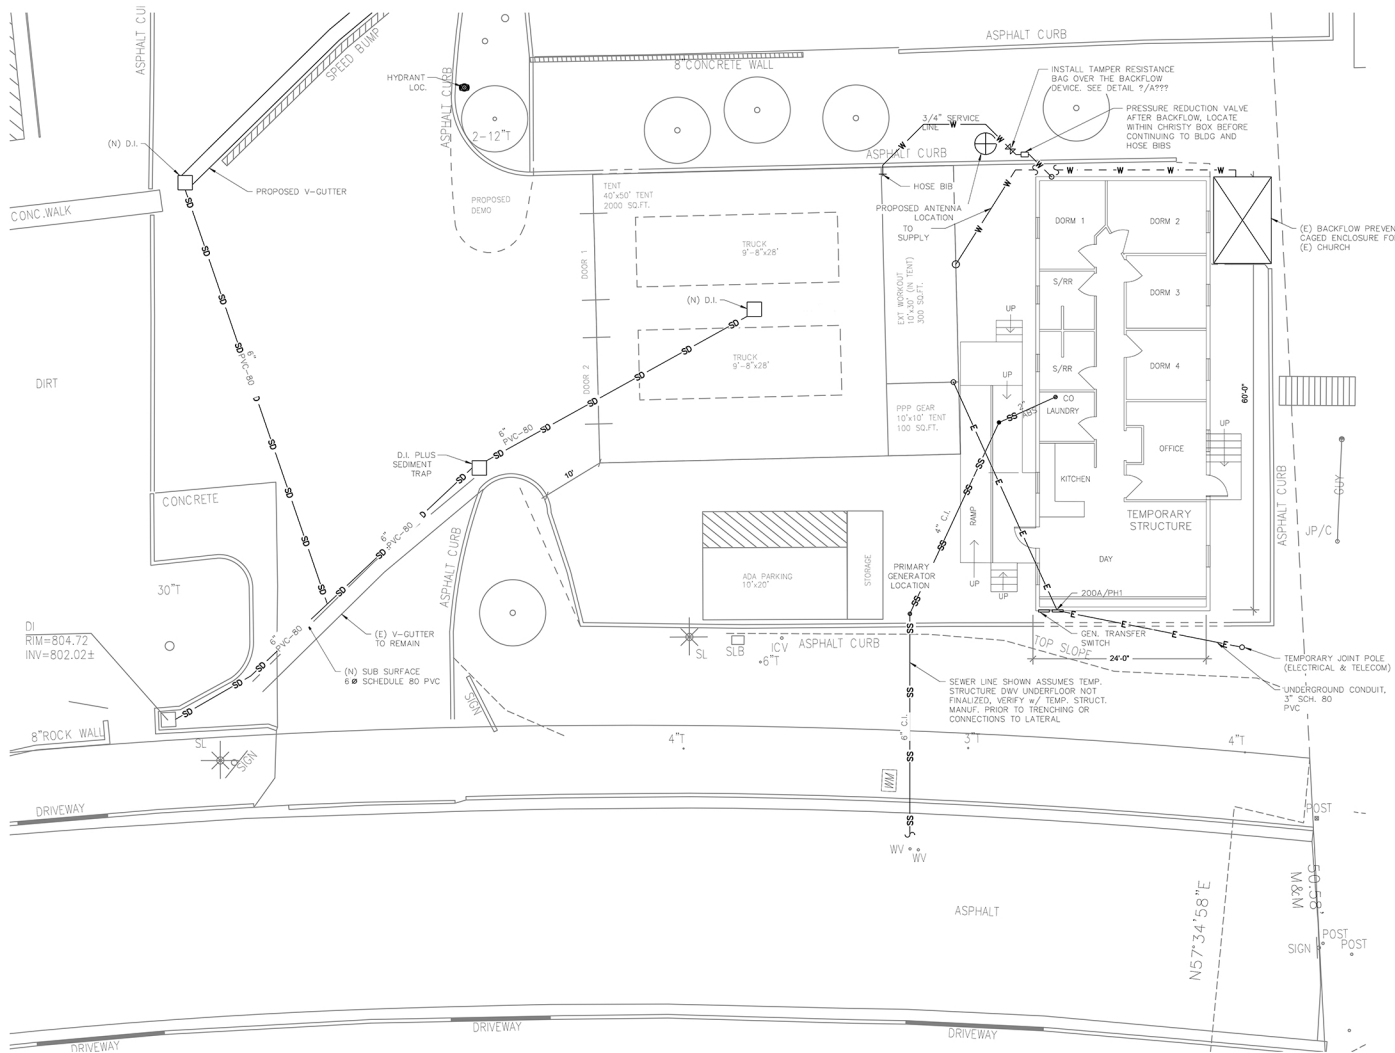 ASPHALT CURB
SPEED BUMP
ASPHALT CURB
8" CONCRETE WALL
HYDRANT
LOC.
ASPHALT CURB
2-12"T
INSTALL TAMPER RESISTANCE
BAG OVER THE BACKFLOW
DEVICE. SEE DETAIL ?/A???
PRESSURE REDUCTION VALVE
AFTER BACKFLOW, LOCATE
WITHIN CHRISTY BOX BEFORE
CONTINUING TO BLDG AND
HOSE BIBS
3/4" SERVICE
LINE
ASPHALT CURB
(N) D.I.
PROPOSED V-GUTTER
CONC.WALK
PROPOSED
DEMO
TENT
40'x50' TENT
2000 SQ.FT.
HOSE BIB
PROPOSED ANTENNA
LOCATION
TO
SUPPLY
TRUCK
9'-8"x28'
DOOR 1
(N) D.I.
EXT WORKOUT
10'x30' (IN TENT)
300 SQ.FT.
DORM 1
DORM 2
(E) BACKFLOW PREVEN
CAGED ENCLOSURE FO
(E) CHURCH
S/RR
DORM 3
UP
TRUCK
9'-8"x28'
DOOR 2
UP
S/RR
DORM 4
6"
PVC-80
DIRT
2"
ABS
CO
LAUNDRY
60'-0"
PPP GEAR
10'x10' TENT
100 SQ.FT.
UP
OFFICE
6"
PVC-80
D.I. PLUS
SEDIMENT
TRAP
10'
KITCHEN
GUY
ASPHALT CURB
CONCRETE
4" C.I.
RAMP
TEMPORARY
STRUCTURE
JP/C
6"
PVC-80
DAY
ASPHALT CURB
ADA PARKING
10'x20'
STORAGE
PRIMARY
GENERATOR
LOCATION
UP
UP
200A/PH1
30"T
DI
RIM=804.72
INV=802.02±
6"
PVC-80
(E) V-GUTTER
TO REMAIN
SL
SLB
ICV
6"T
ASPHALT CURB
GEN. TRANSFER
SWITCH
TOP SLOPE
24'-0"
TEMPORARY JOINT POLE
(ELECTRICAL & TELECOM)
(N) SUB SURFACE
6 Ø SCHEDULE 80 PVC
SIGN
SEWER LINE SHOWN ASSUMES TEMP.
STRUCTURE DWV UNDERFLOOR NOT
FINALIZED, VERIFY w/ TEMP. STRUCT.
MANUF. PRIOR TO TRENCHING OR
CONNECTIONS TO LATERAL
UNDERGROUND CONDUIT,
3" SCH. 80
PVC
8"ROCK WALL
SL
SIGN
4"T
6" C.I.
3"T
4"T
WM
DRIVEWAY
POST
WV
WV
50.58'
M&M
ASPHALT
N57°34'58"E
POST
SIGN
POST
DRIVEWAY
DRIVEWAY
DRIVEWAY